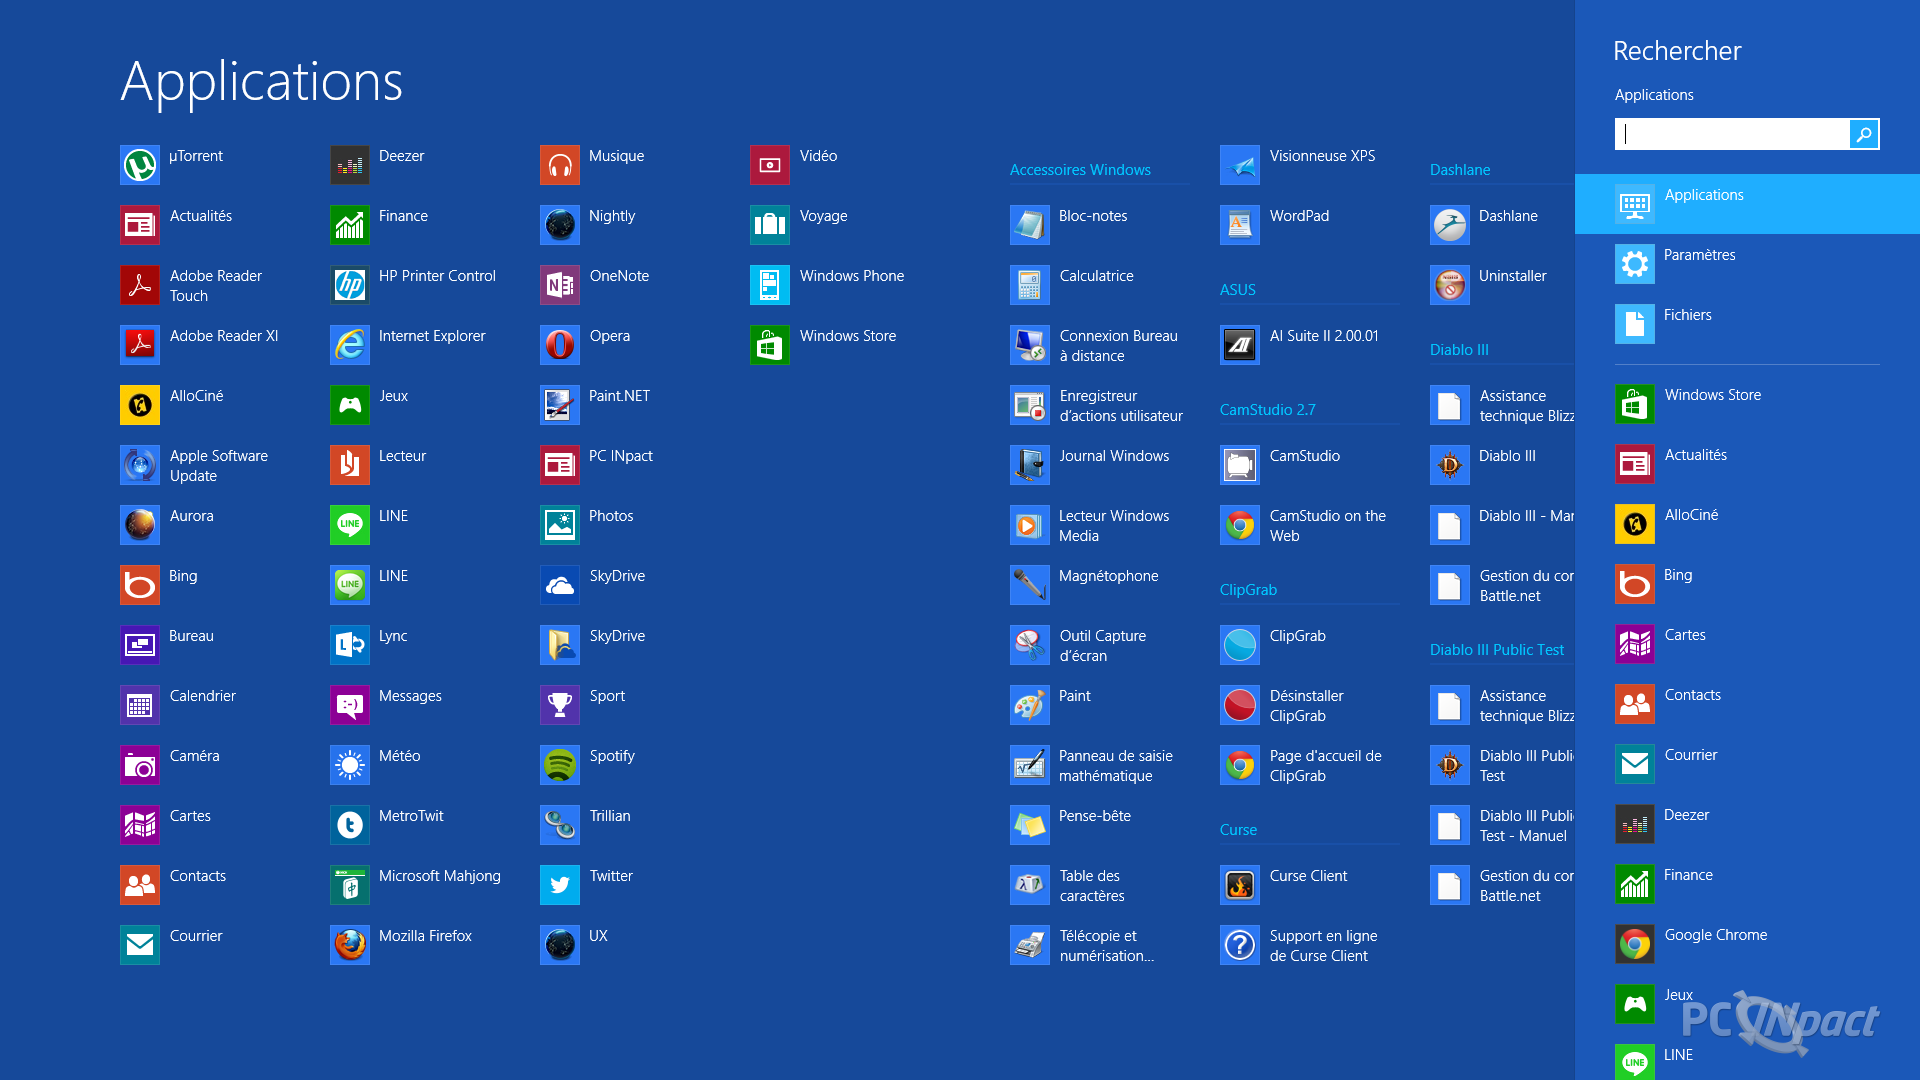 Applications
µTorrent
Actualités
Adobe Reader
Touch
Adobe Reader XI
AlloCiné
Apple Software
Update
Aurora
Bing
Bureau
Calendrier
Caméra
Cartes
Contacts
Courrier
Deezer
Finance
HP Printer Control
Internet Explorer
Jeux
Lecteur
LINE
LINE
Lync
Messages
Météo
MetroTwit
Microsoft Mahjong
Mozilla Firefox
Musique
Nightly
OneNote
Opera
Paint.NET
PC INpact
Photos
SkyDrive
SkyDrive
Sport
Spotify
Trillian
Twitter
UX
Vidéo
Voyage
Windows Phone
Windows Store
Accessoires Windows
Bloc-notes
Calculatrice
Connexion Bureau
à distance
Enregistreur
d'actions utilisateur
Journal Windows
Lecteur Windows
Media
Magnétophone
Outil Capture
d'écran
Paint
Panneau de saisie
mathématique
Pense-bête
Table des
caractères
Télécopie et
numérisation...
Visionneuse XPS
WordPad
ASUS
AI Suite II 2.00.01
CamStudio 2.7
CamStudio
CamStudio on the
Web
ClipGrab
ClipGrab
Désinstaller
ClipGrab
Page d'accueil de
ClipGrab
Curse
Curse Client
Support en ligne
de Curse Client
Dashlane
Dashlane
Uninstaller
Diablo III
Assistance
technique Blizz
Diablo III
Diablo III - Mar
Gestion du cor
Battle.net
Diablo III Public Test
Assistance
technique Blizz
Diablo III Publi
Test
Diablo III Publi
Test - Manuel
Gestion du cor
Battle.net
Rechercher
Applications
Applications
Paramètres
Fichiers
Windows Store
Actualités
AlloCiné
Bing
Cartes
Contacts
Courrier
Deezer
Finance
Google Chrome
Jeux
LINE
PC INpact